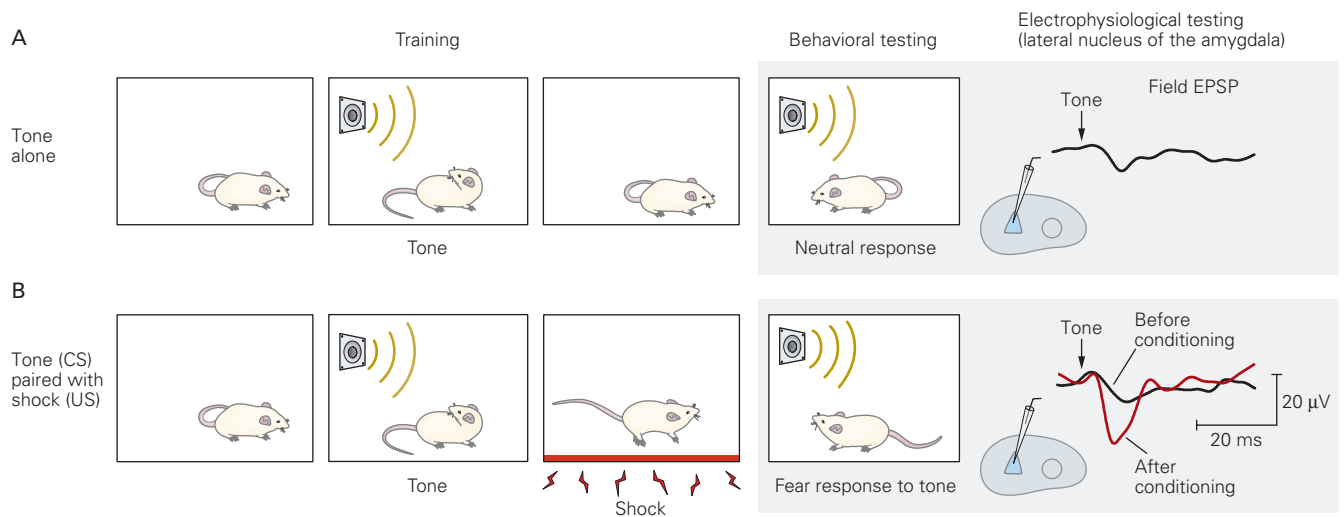 A
Training
Behavioral testing
Electrophysiological testing
(lateral nucleus of the amygdala)
Tone
alone
Tone
Neutral response
Field EPSP
Tone
B
Tone (CS)
paired with
shock (US)
Tone
Shock
Fear response to tone
Tone
Before
conditioning
20 μV
20 ms
After
conditioning